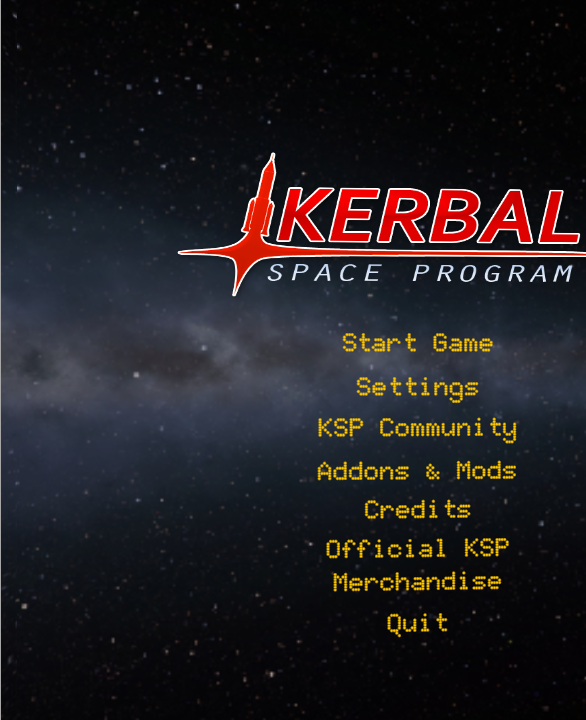 KERBAL
SPACE PROGRAM
Start Game
Settings
KSP Community
Addons & Mods
Credits
Official KSP
Merchandise
Quit